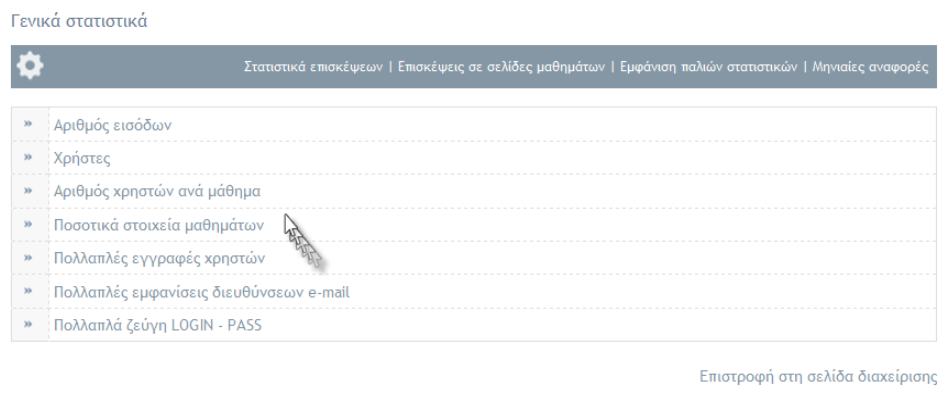 Γενικά στατιστικά
Στατιστικά επισκέψεων | Επισκέψεις σε σελίδες μαθημάτων | Εμφάνιση παλιών στατιστικών | Μηνιαίες αναφορές
» Αριθμός εισόδων
» Χρήστες
» Αριθμός χρηστών ανά μάθημα
» Ποσοτικά στοιχεία μαθημάτων
» Πολλαπλές εγγραφές χρηστών
» Πολλαπλές εμφανίσεις διευθύνσεων e-mail
» Πολλαπλά ζεύγη LOGIN - PASS
Επιστροφή στη σελίδα διαχείρισης